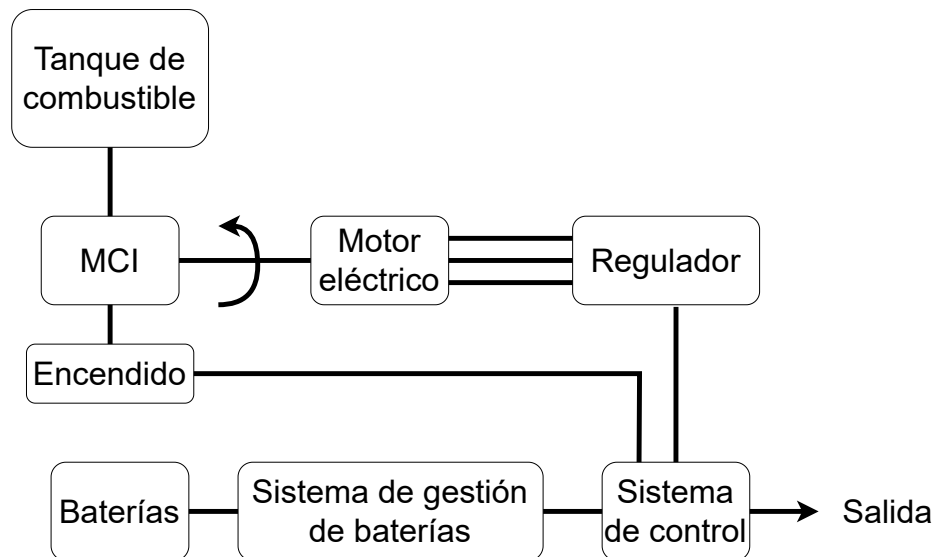 Tanque de
combustible
MCI
Motor
eléctrico
Regulador
Encendido
Baterías
Sistema de gestión
de baterías
Sistema
de control
Salida